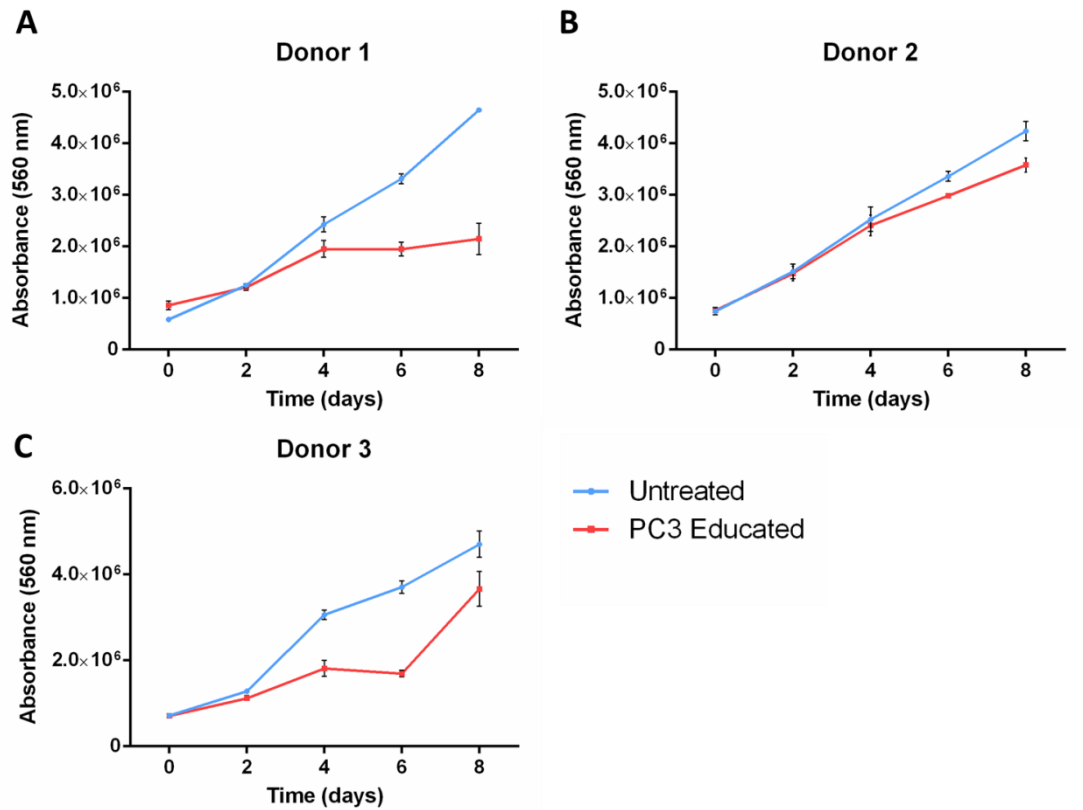 A
Donor 1
Absorbance (560 nm)
5.0×10⁶
4.0×10⁶
3.0×10⁶
2.0×10⁶
1.0×10⁶
0
0 2 4 6 8
Time (days)
B
Donor 2
Absorbance (560 nm)
5.0×10⁶
4.0×10⁶
3.0×10⁶
2.0×10⁶
1.0×10⁶
0
0 2 4 6 8
Time (days)
C
Donor 3
Absorbance (560 nm)
6.0×10⁶
4.0×10⁶
2.0×10⁶
0
0 2 4 6 8
Time (days)
Untreated
PC3 Educated